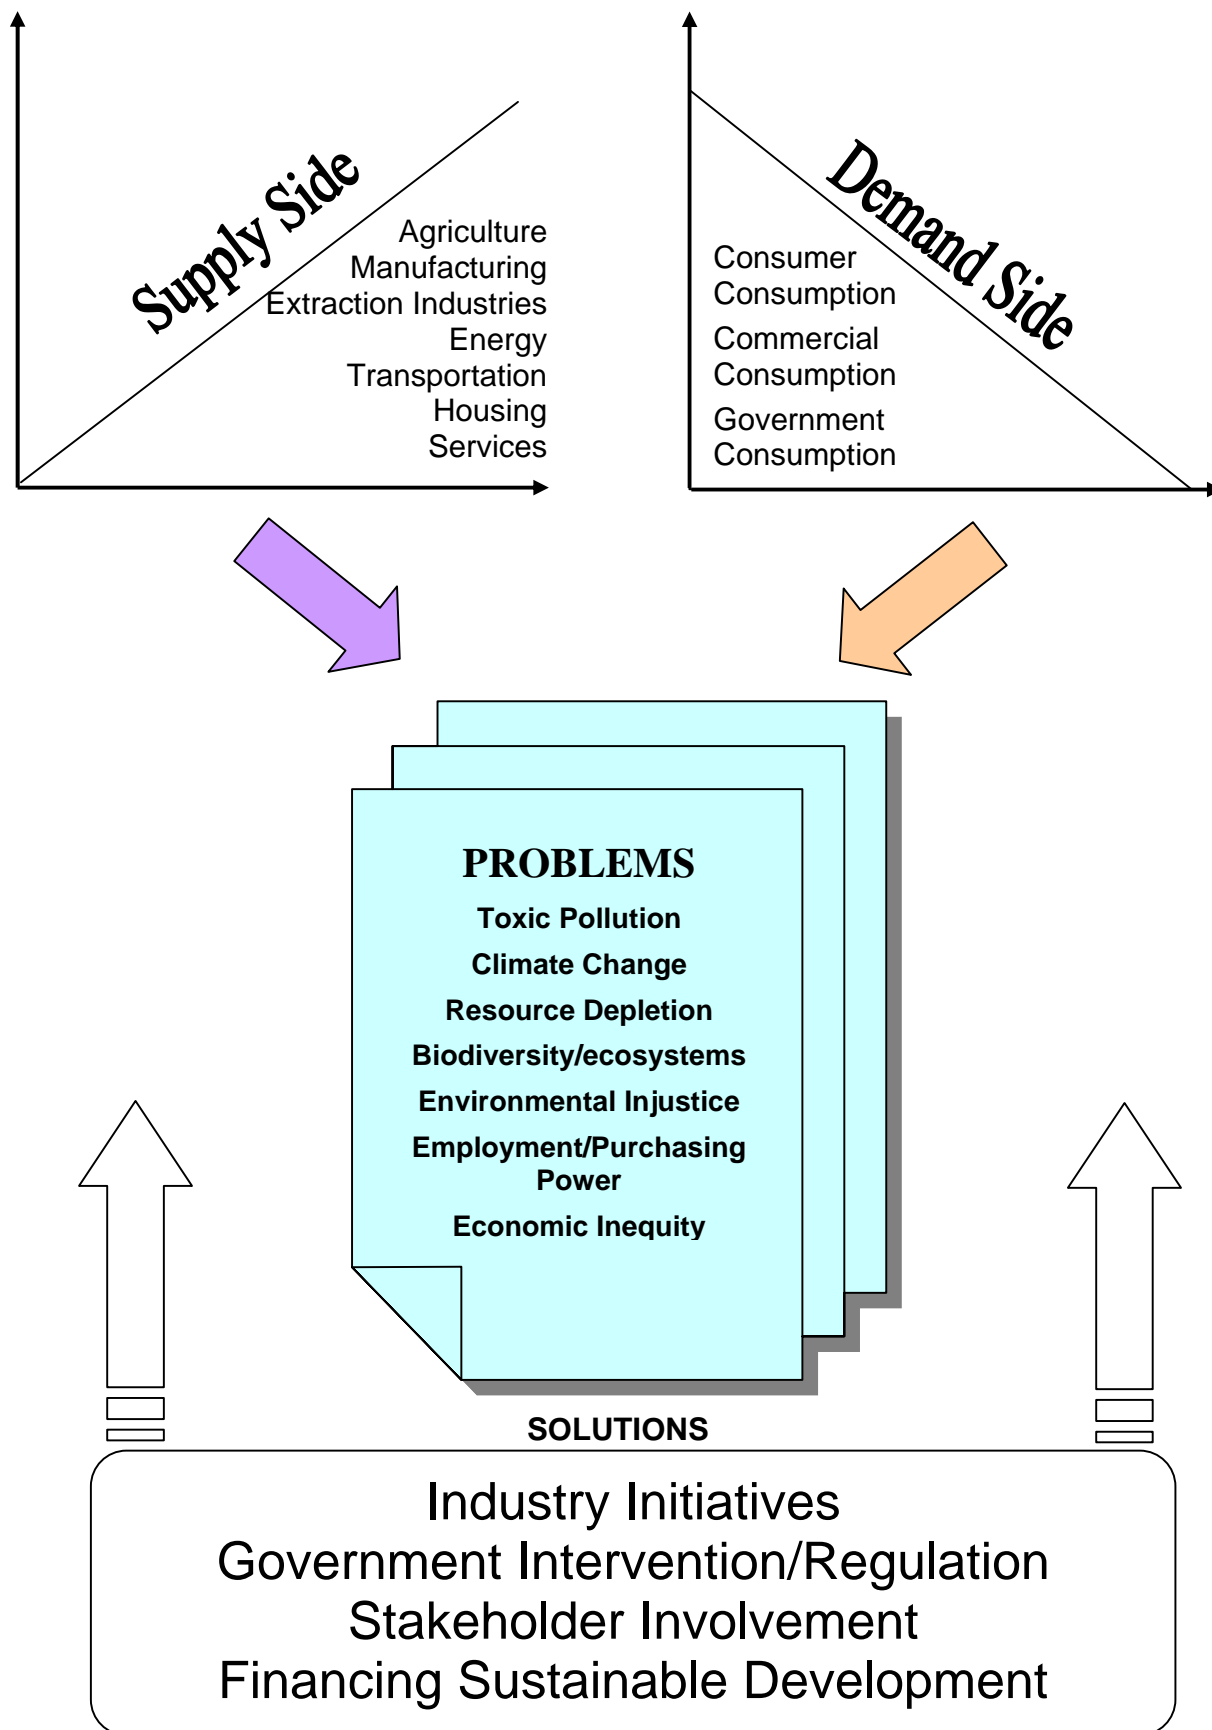 Supply Side
Agriculture
Manufacturing
Extraction Industries
Energy
Transportation
Housing
Services
Demand Side
Consumer
Consumption
Commercial
Consumption
Government
Consumption
PROBLEMS
Toxic Pollution
Climate Change
Resource Depletion
Biodiversity/ecosystems
Environmental Injustice
Employment/Purchasing
Power
Economic Inequity
SOLUTIONS
Industry Initiatives
Government Intervention/Regulation
Stakeholder Involvement
Financing Sustainable Development